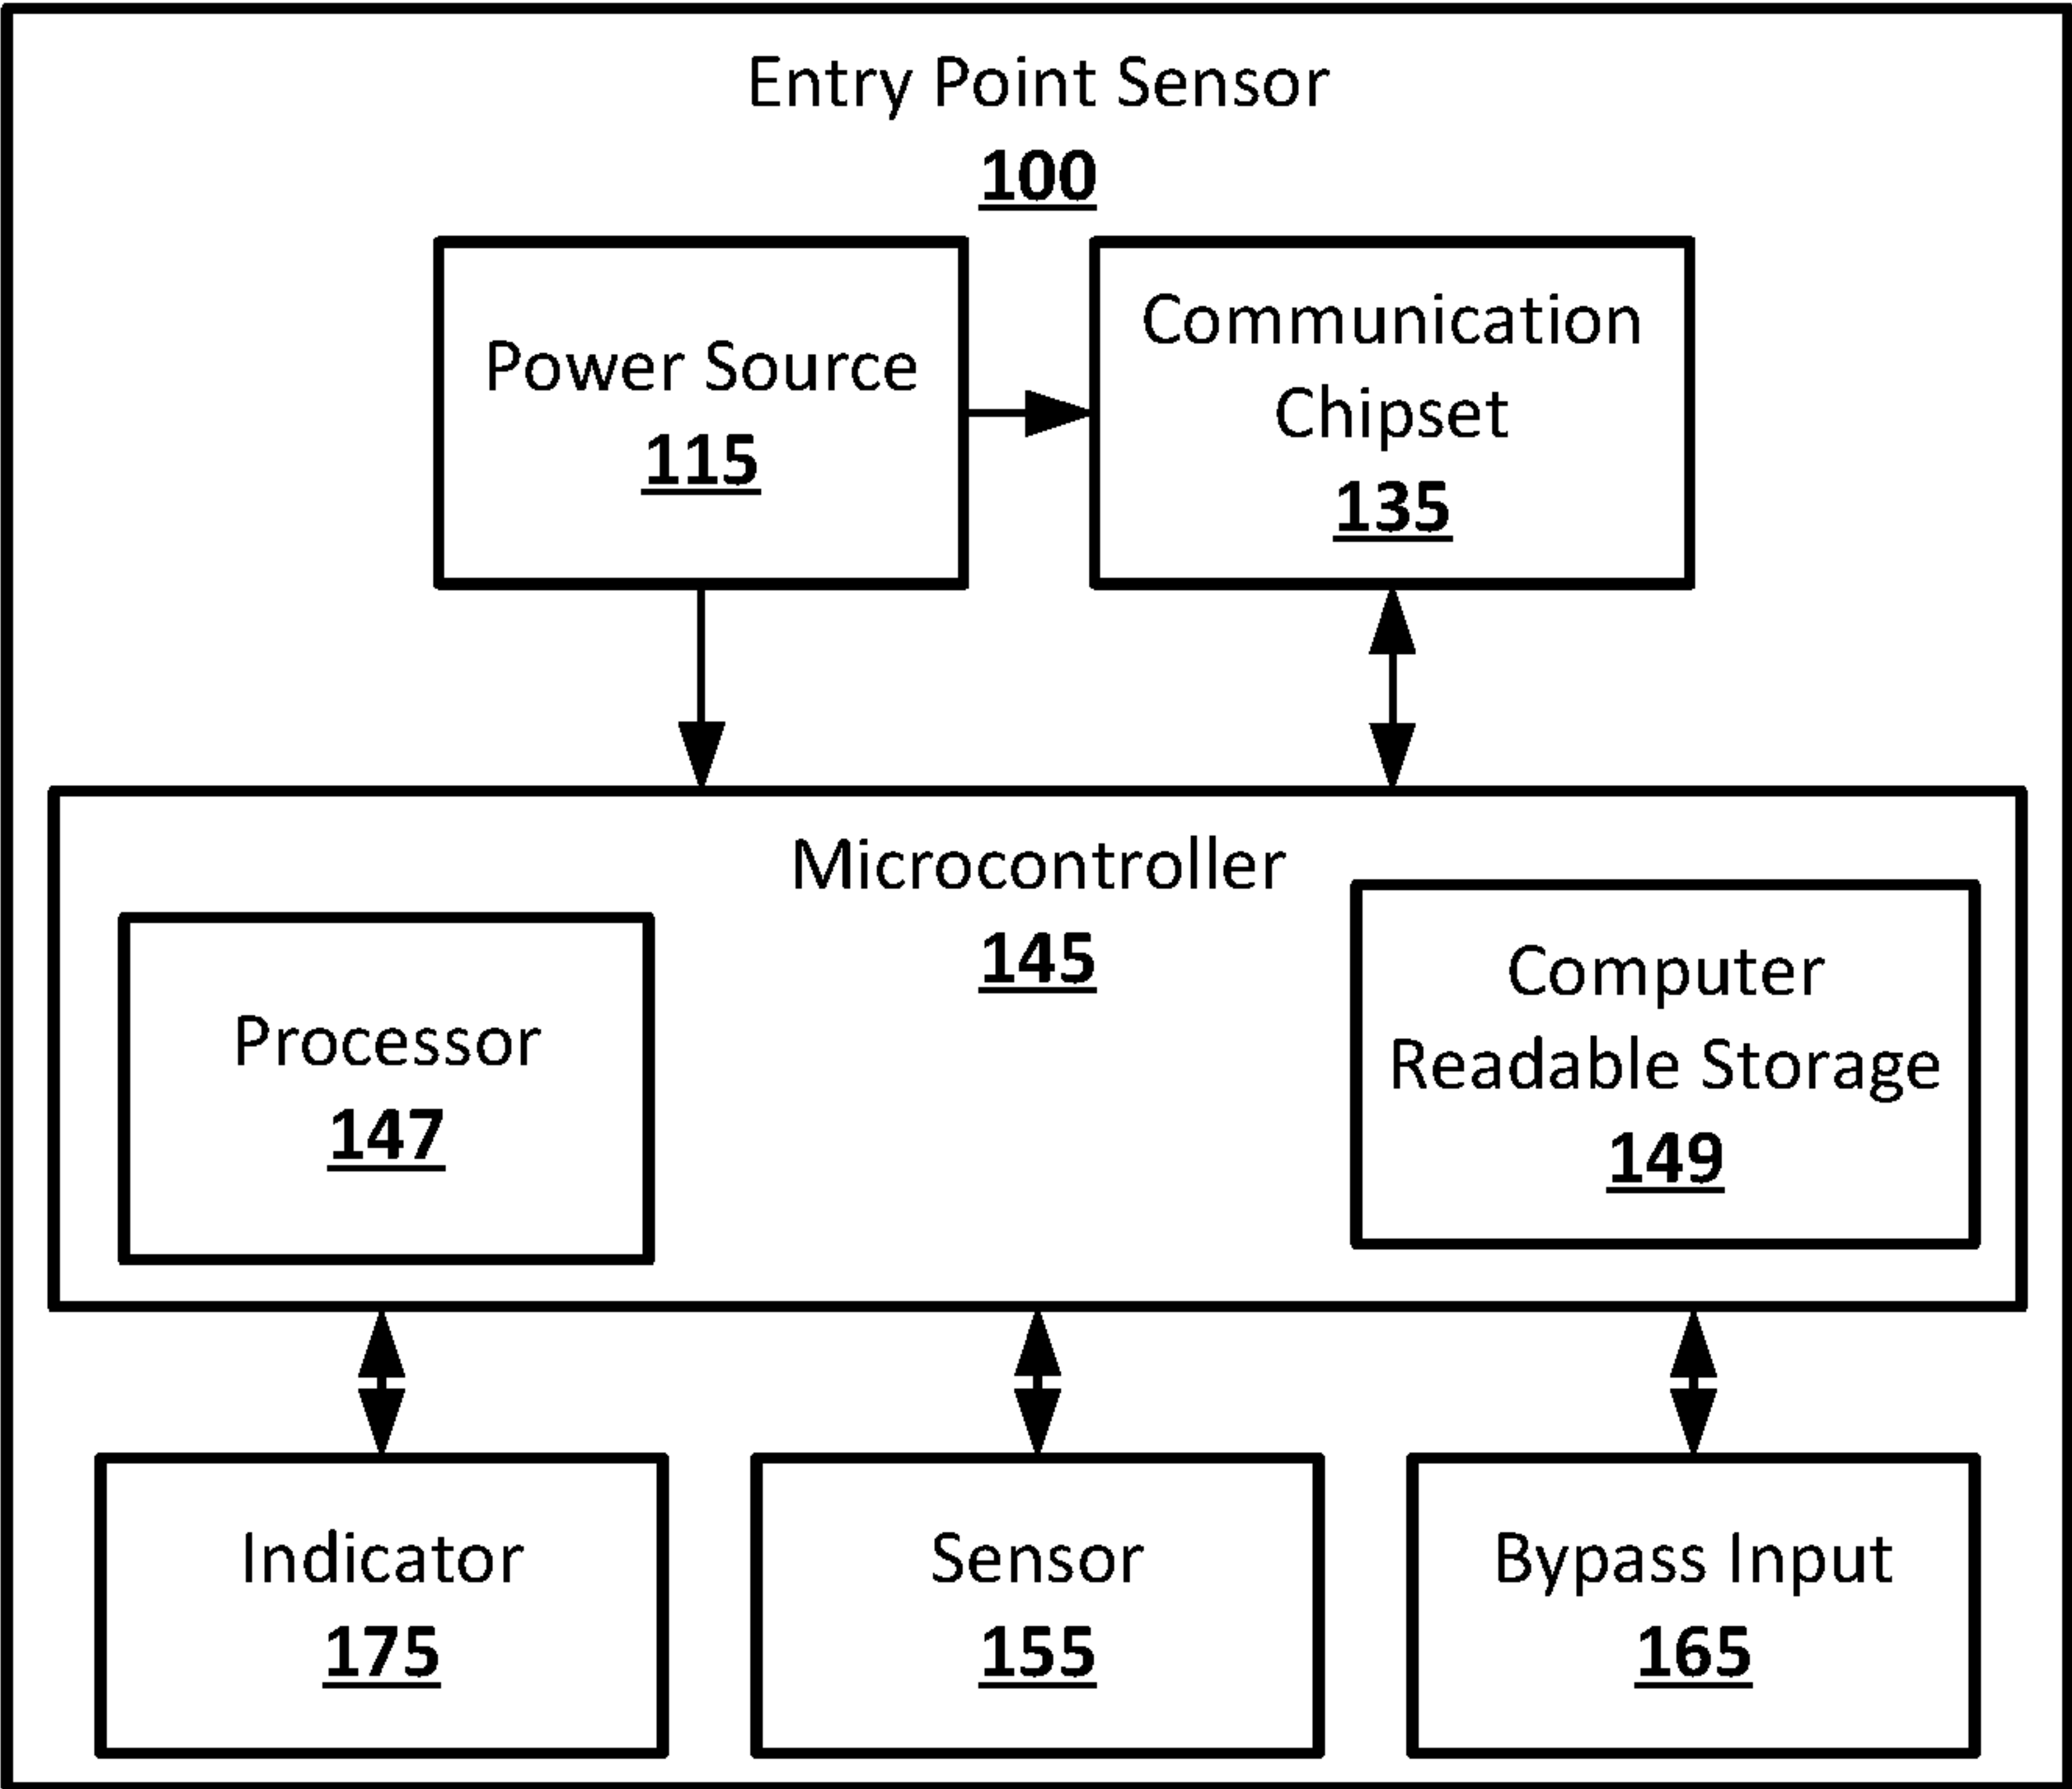 Entry Point Sensor
100
Power Source
115
Communication
Chipset
135
Microcontroller
145
Processor
147
Computer
Readable Storage
149
Indicator
175
Sensor
155
Bypass Input
165